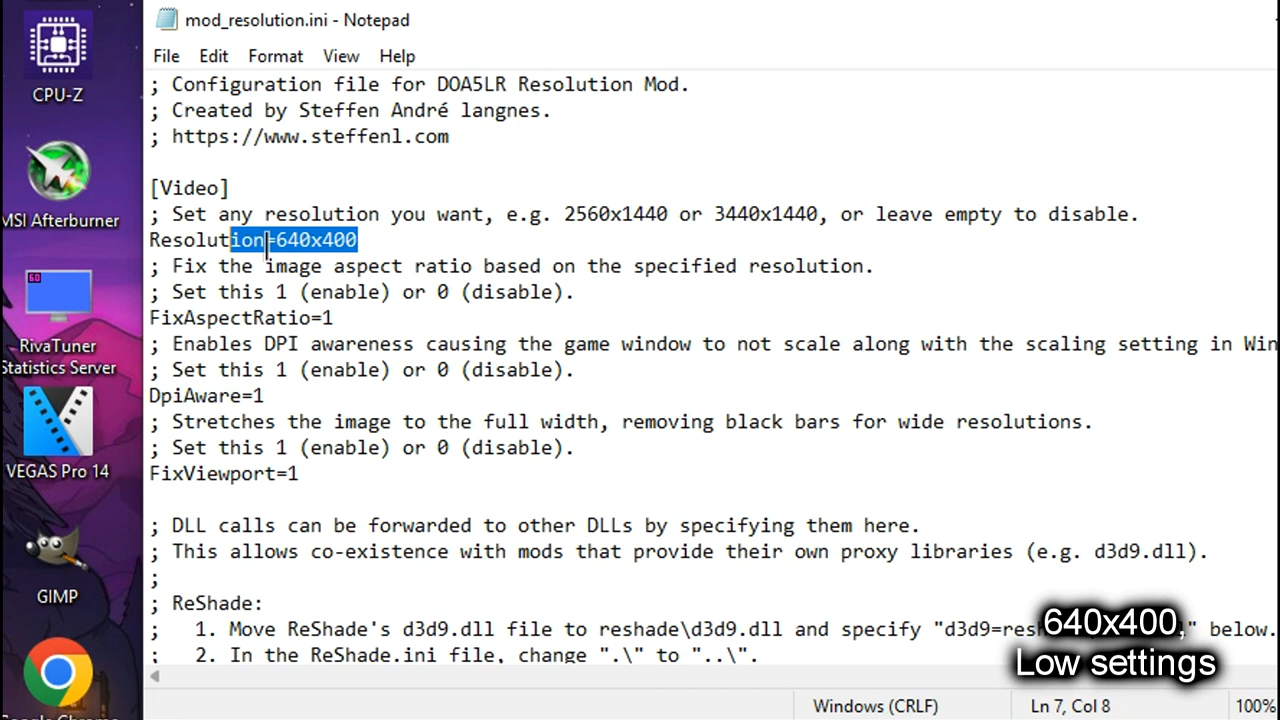 mod_resolution.ini - Notepad
File Edit Format View Help
; Configuration file for DOA5LR Resolution Mod.
; Created by Steffen André langnes.
; https://www.steffenl.com
[Video]
; Set any resolution you want, e.g. 2560x1440 or 3440x1440, or leave empty to disable.
Resolution=640x400
; Fix the image aspect ratio based on the specified resolution.
; Set this 1 (enable) or 0 (disable).
FixAspectRatio=1
; Enables DPI awareness causing the game window to not scale along with the scaling setting in Win
; Set this 1 (enable) or 0 (disable).
DpiAware=1
; Stretches the image to the full width, removing black bars for wide resolutions.
; Set this 1 (enable) or 0 (disable).
FixViewport=1
; DLL calls can be forwarded to other DLLs by specifying them here.
; This allows co-existence with mods that provide their own proxy libraries (e.g. d3d9.dll).
;
; ReShade:
; 1. Move ReShade's d3d9.dll file to reshade\d3d9.dll and specify "d3d9=res " below.
; 2. In the ReShade.ini file, change ".\" to "..\".
Windows (CRLF) Ln 7, Col 8 100%
CPU-Z
MSI Afterburner
60
RivaTuner
Statistics Server
VEGAS Pro 14
GIMP
Google Chrome
640x400,
Low settings